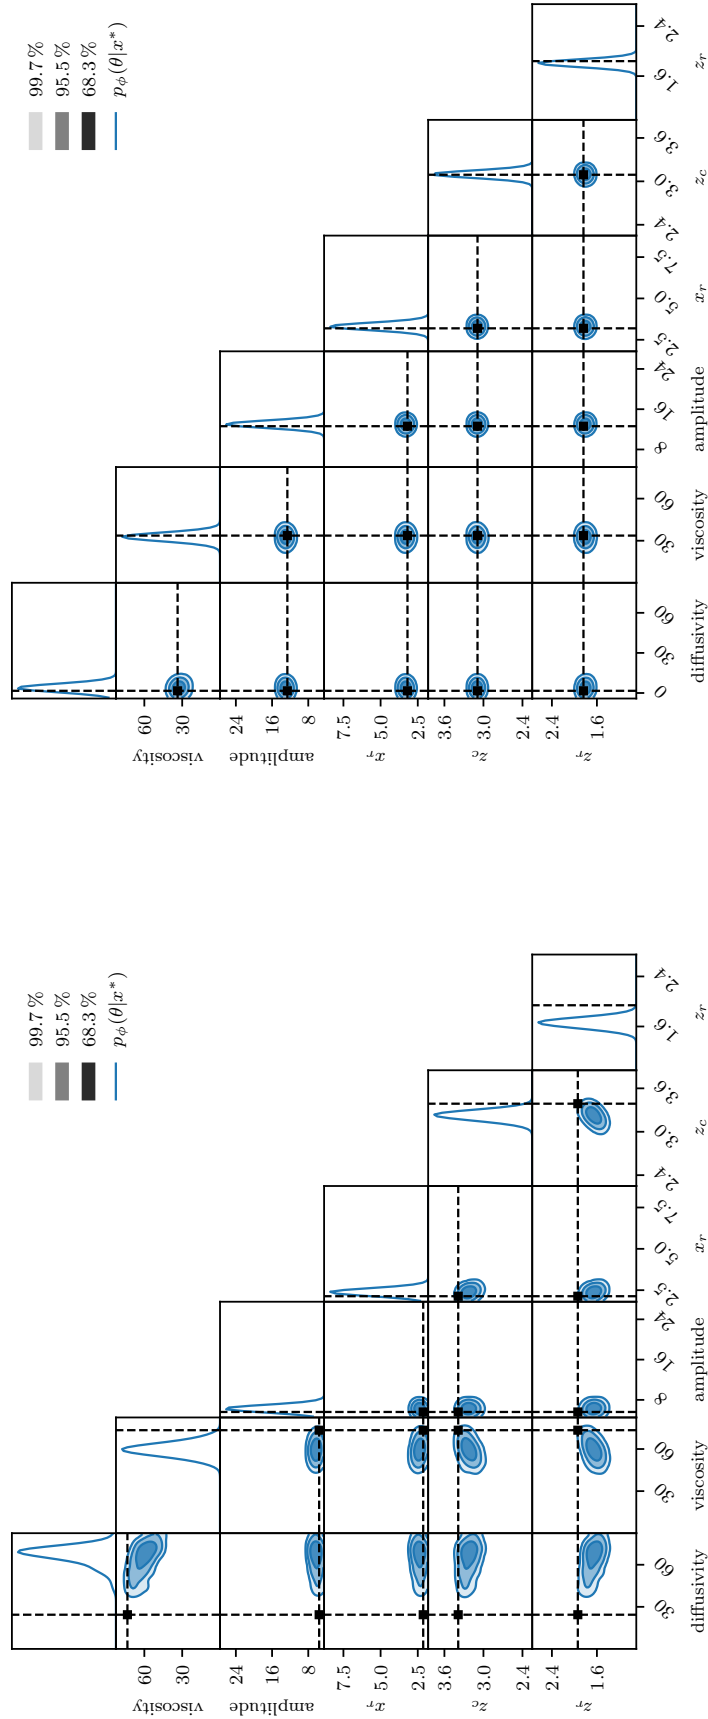 99.7 %
95.5 %
68.3 %
p_ϕ(θ|x*)
60
30
viscosity
24
16
8
amplitude
7.5
5.0
2.5
x_r
3.6
3.0
2.4
z_c
2.4
1.6
z_r
0
30
60
diffusivity
30
60
viscosity
8
16
24
amplitude
2.5
5.0
7.5
x_r
2.4
3.0
3.6
z_c
1.6
2.4
z_r
99.7 %
95.5 %
68.3 %
p_ϕ(θ|x*)
60
30
viscosity
24
16
8
amplitude
7.5
5.0
2.5
x_r
3.6
3.0
2.4
z_c
2.4
1.6
z_r
30
60
diffusivity
30
60
viscosity
8
16
24
amplitude
2.5
5.0
7.5
x_r
2.4
3.0
3.6
z_c
1.6
2.4
z_r